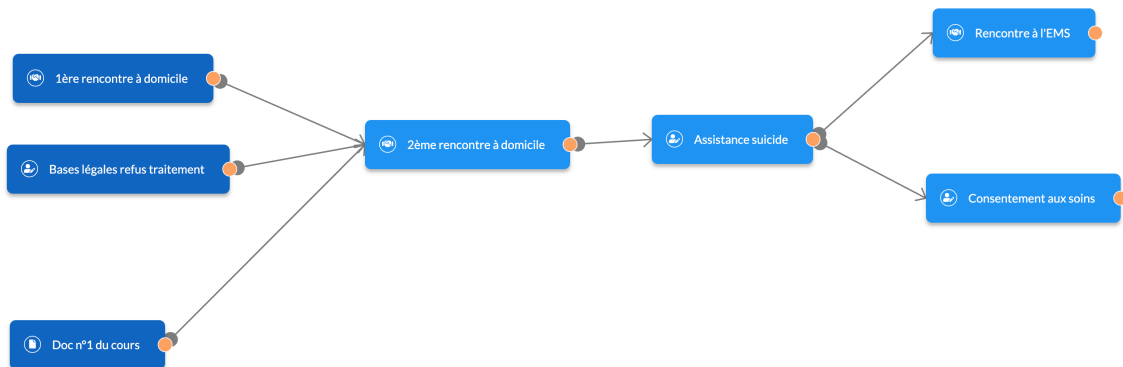 1ère rencontre à domicile
Bases légales refus traitement
Doc n°1 du cours
2ème rencontre à domicile
Assistance suicide
Rencontre à l'EMS
Consentement aux soins